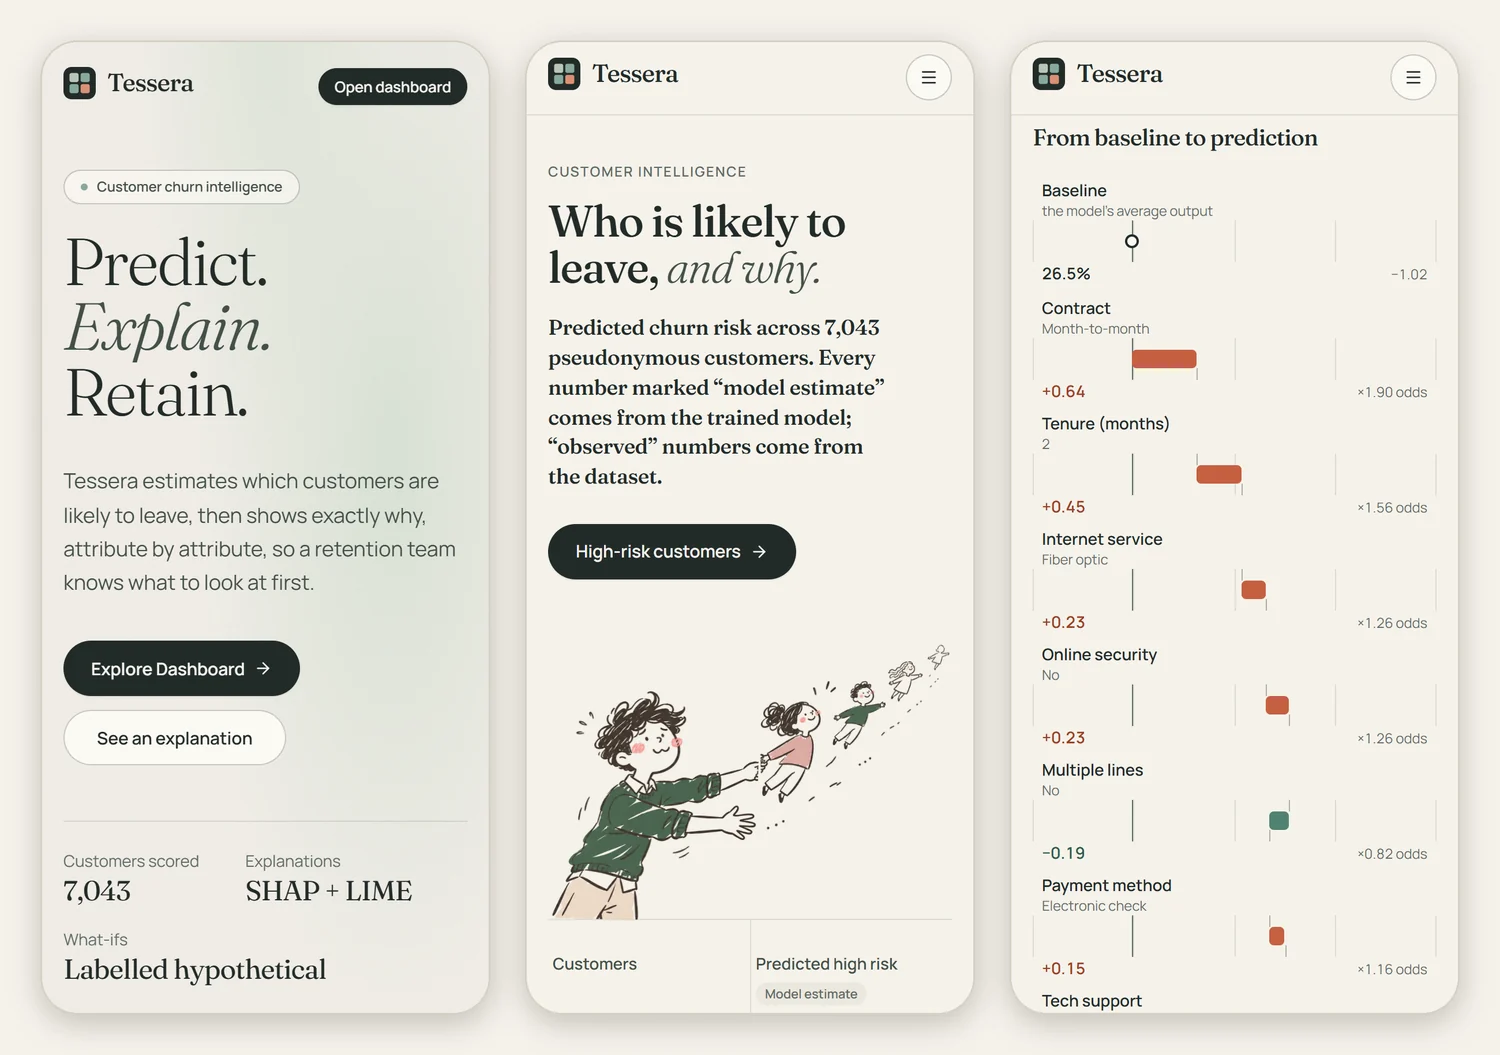 Tessera
Open dashboard
Customer churn intelligence
Predict.
Explain.
Retain.
Tessera estimates which customers are
likely to leave, then shows exactly why,
attribute by attribute, so a retention team
knows what to look at first.
Explore Dashboard →
See an explanation
Customers scored
7,043
Explanations
SHAP + LIME
What-ifs
Labelled hypothetical
Tessera
CUSTOMER INTELLIGENCE
Who is likely to
leave, and why.
Predicted churn risk across 7,043
pseudonymous customers. Every
number marked “model estimate”
comes from the trained model;
“observed” numbers come from
the dataset.
High-risk customers →
Customers
Predicted high risk
Model estimate
Tessera
From baseline to prediction
Baseline
the model's average output
26.5%
−1.02
Contract
Month-to-month
+0.64
×1.90 odds
Tenure (months)
2
+0.45
×1.56 odds
Internet service
Fiber optic
+0.23
×1.26 odds
Online security
No
+0.23
×1.26 odds
Multiple lines
No
−0.19
×0.82 odds
Payment method
Electronic check
+0.15
×1.16 odds
Tech support